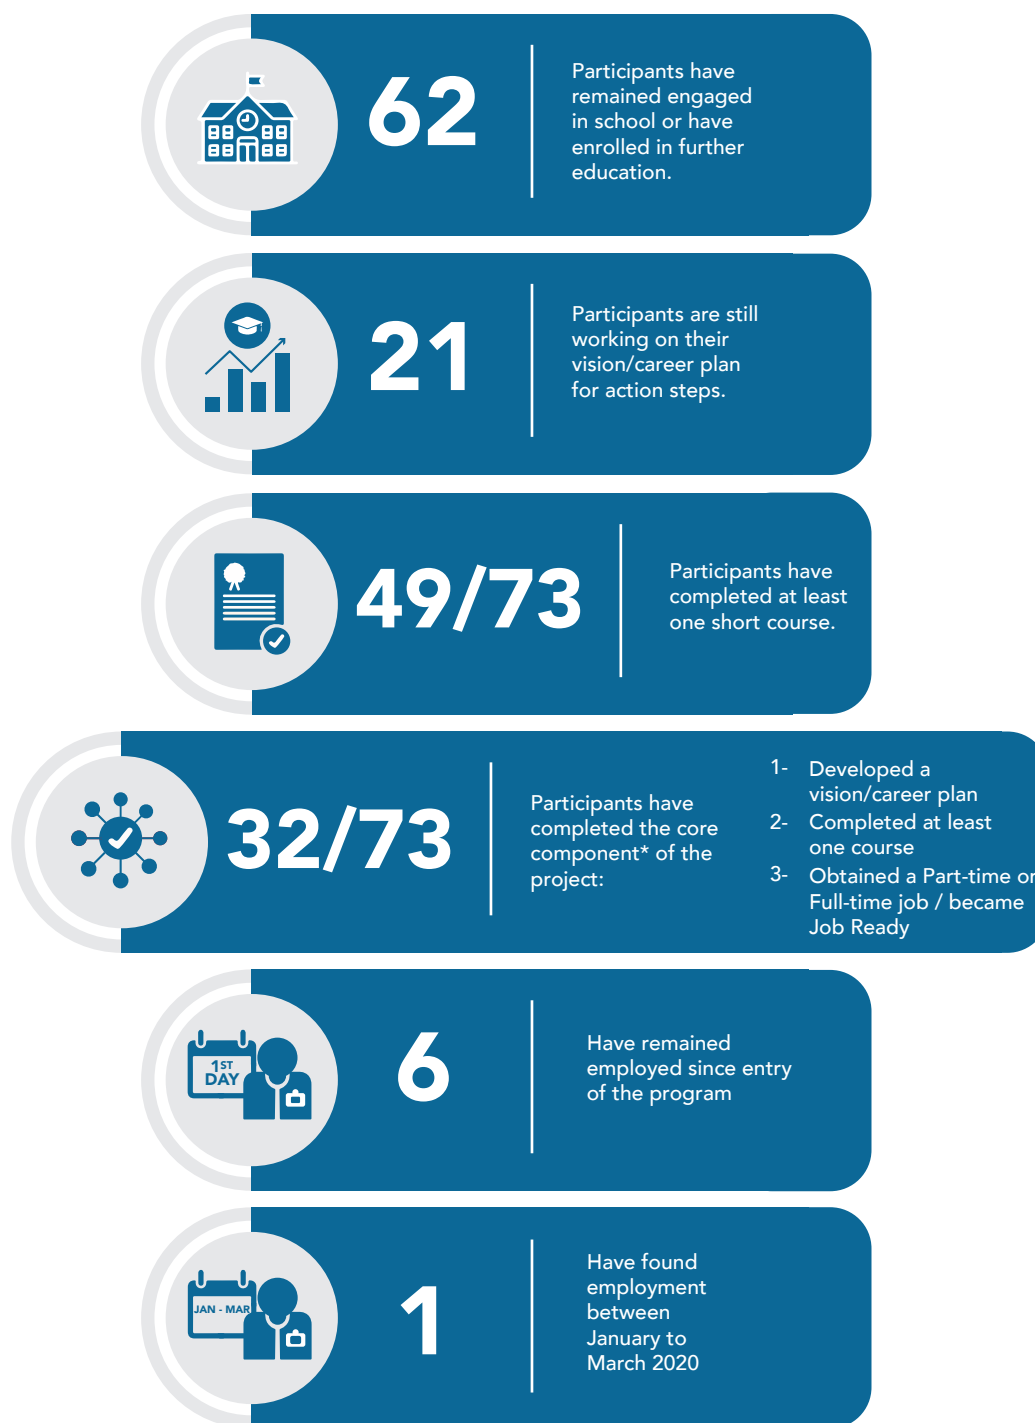 62
Participants have
remained engaged
in school or have
enrolled in further
education.
21
Participants are still
working on their
vision/career plan
for action steps.
49/73
Participants have
completed at least
one short course.
32/73
Participants have
completed the core
component* of the
project:
1- Developed a
vision/career plan
2- Completed at least
one course
3- Obtained a Part-time or
Full-time job / became
Job Ready
1ST
DAY
6
Have remained
employed since entry
of the program
JAN - MAR
1
Have found
employment
between
January to
March 2020